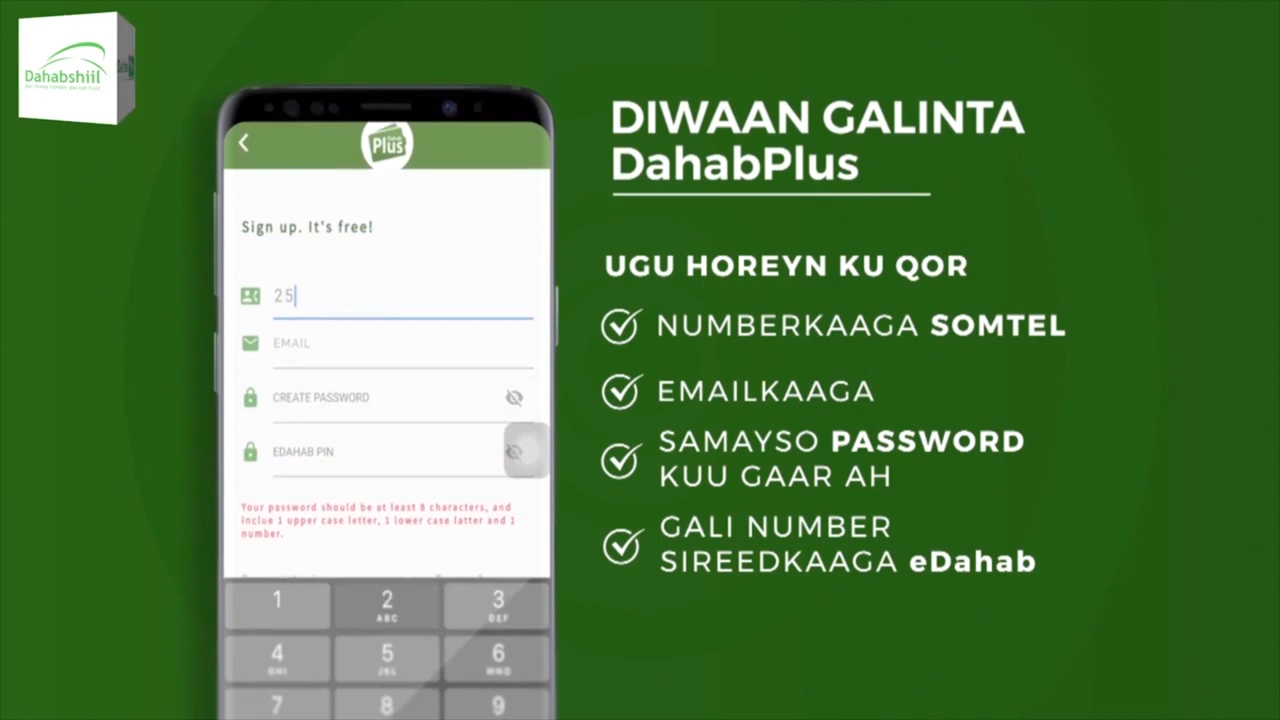 Dahabshiil
Plus
Sign up. It's free!
25
EMAIL
CREATE PASSWORD
EDAHAB PIN
Your password should be at least 8 characters, and
inclue 1 upper case letter, 1 lower case latter and 1
number.
1
2
ABC
3
DEF
4
GHI
5
JKL
6
MNO
7
8
9
DIWAAN GALINTA
DahabPlus
UGU HOREYN KU QOR
NUMBERKAAGA SOMTEL
EMAILKAAGA
SAMAYSO PASSWORD
KUU GAAR AH
GALI NUMBER
SIREEDKAAGA eDahab